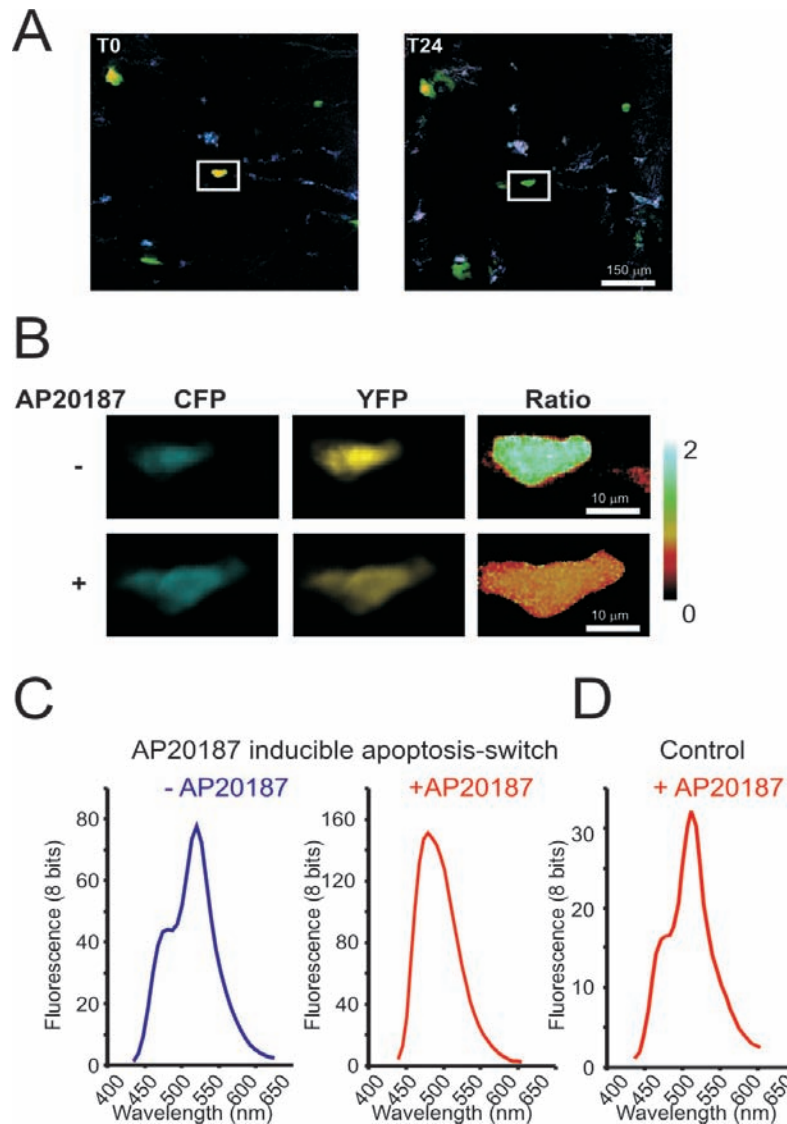 A
T0
T24
150 µm
B
AP20187 CFP YFP Ratio
-
10 µm
2
0
+
10 µm
C
AP20187 inducible apoptosis-switch
- AP20187
+AP20187
Fluorescence (8 bits)
80
70
60
40
20
0
400 450 500 550 600 650
Wavelength (nm)
Fluorescence (8 bits)
160
120
80
40
0
400 450 500 550 600 650
Wavelength (nm)
D
Control
+ AP20187
Fluorescence (8 bits)
30
20
10
0
400 450 500 550 600 650
Wavelength (nm)